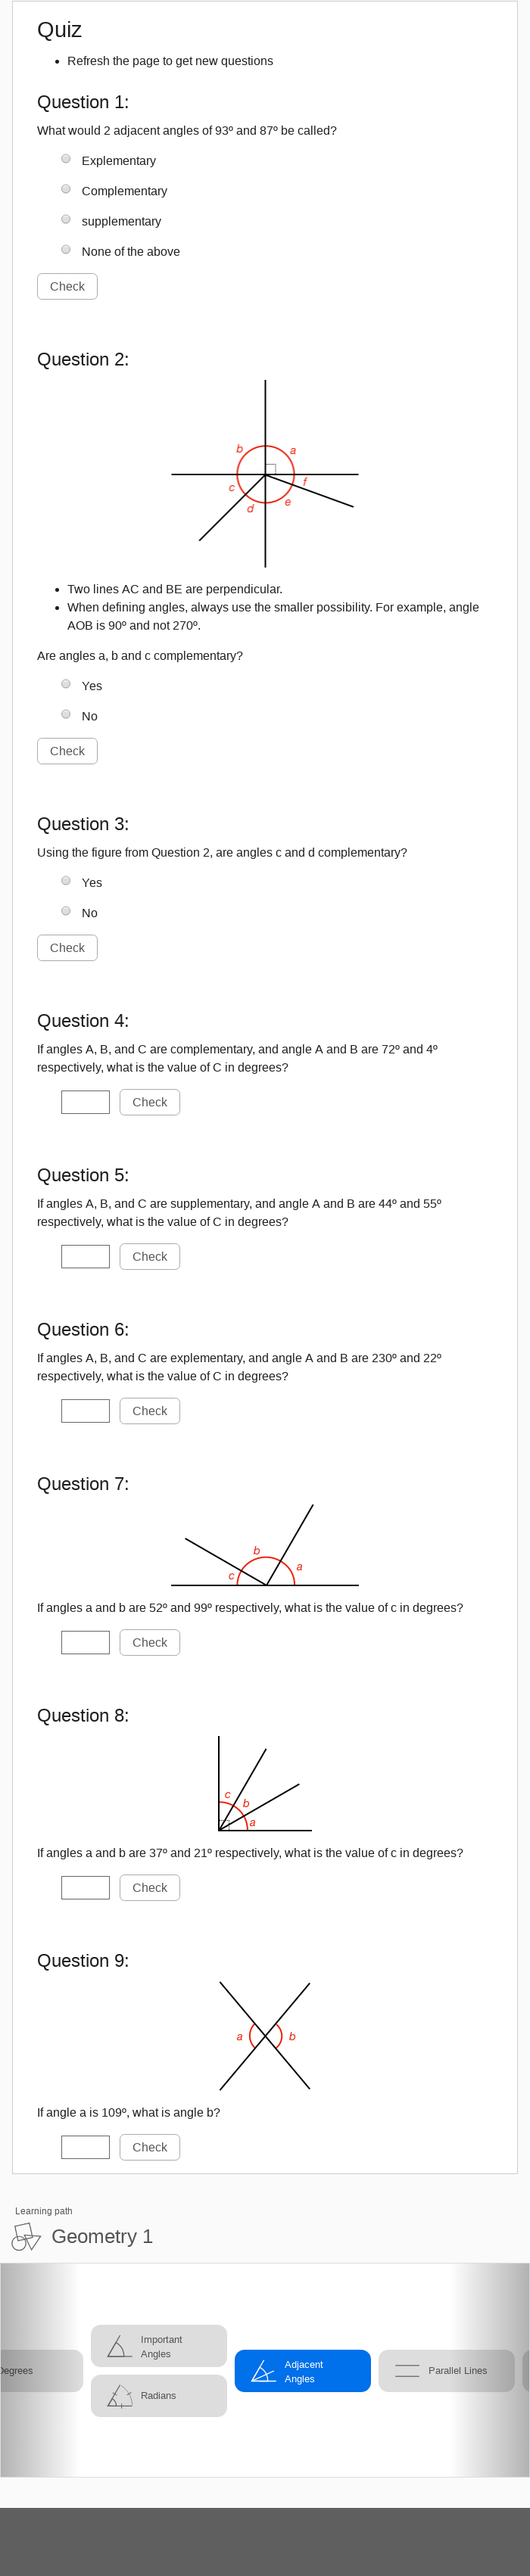 Quiz
Refresh the page to get new questions
Question 1:
What would 2 adjacent angles of 93º and 87º be called?
Explementary
Complementary
supplementary
None of the above
Check
Question 2:
b a
c f
d e
Two lines AC and BE are perpendicular.
When defining angles, always use the smaller possibility. For example, angle
AOB is 90º and not 270º.
Are angles a, b and c complementary?
Yes
No
Check
Question 3:
Using the figure from Question 2, are angles c and d complementary?
Yes
No
Check
Question 4:
If angles A, B, and C are complementary, and angle A and B are 72º and 4º
respectively, what is the value of C in degrees?
Check
Question 5:
If angles A, B, and C are supplementary, and angle A and B are 44º and 55º
respectively, what is the value of C in degrees?
Check
Question 6:
If angles A, B, and C are explementary, and angle A and B are 230º and 22º
respectively, what is the value of C in degrees?
Check
Question 7:
b
a
c
If angles a and b are 52º and 99º respectively, what is the value of c in degrees?
Check
Question 8:
c
b
a
If angles a and b are 37º and 21º respectively, what is the value of c in degrees?
Check
Question 9:
a b
If angle a is 109º, what is angle b?
Check
Learning path
Geometry 1
Important
Angles
Degrees
Radians
Adjacent
Angles
Parallel Lines